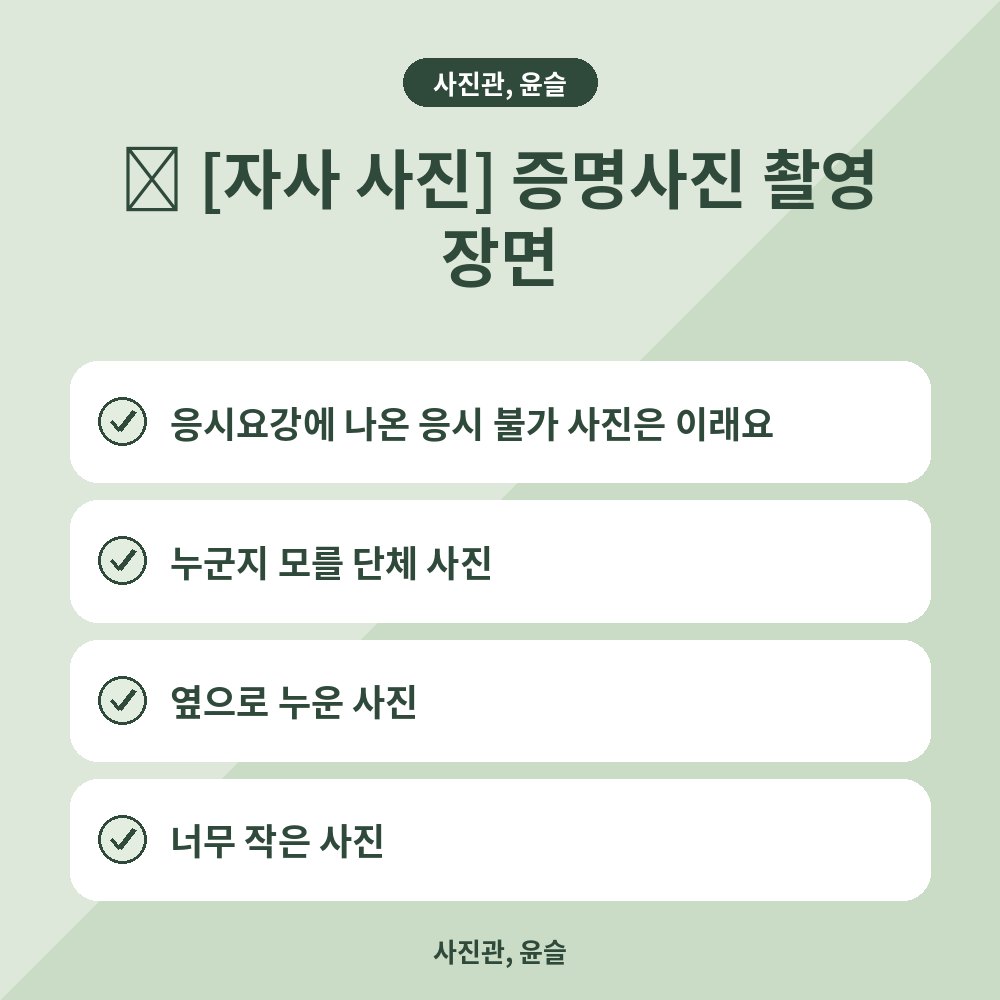 사진관, 윤슬
[자사 사진] 증명사진 촬영
장면
응시요강에 나온 응시 불가 사진은 이래요
누군지 모를 단체 사진
옆으로 누운 사진
너무 작은 사진
사진관, 윤슬